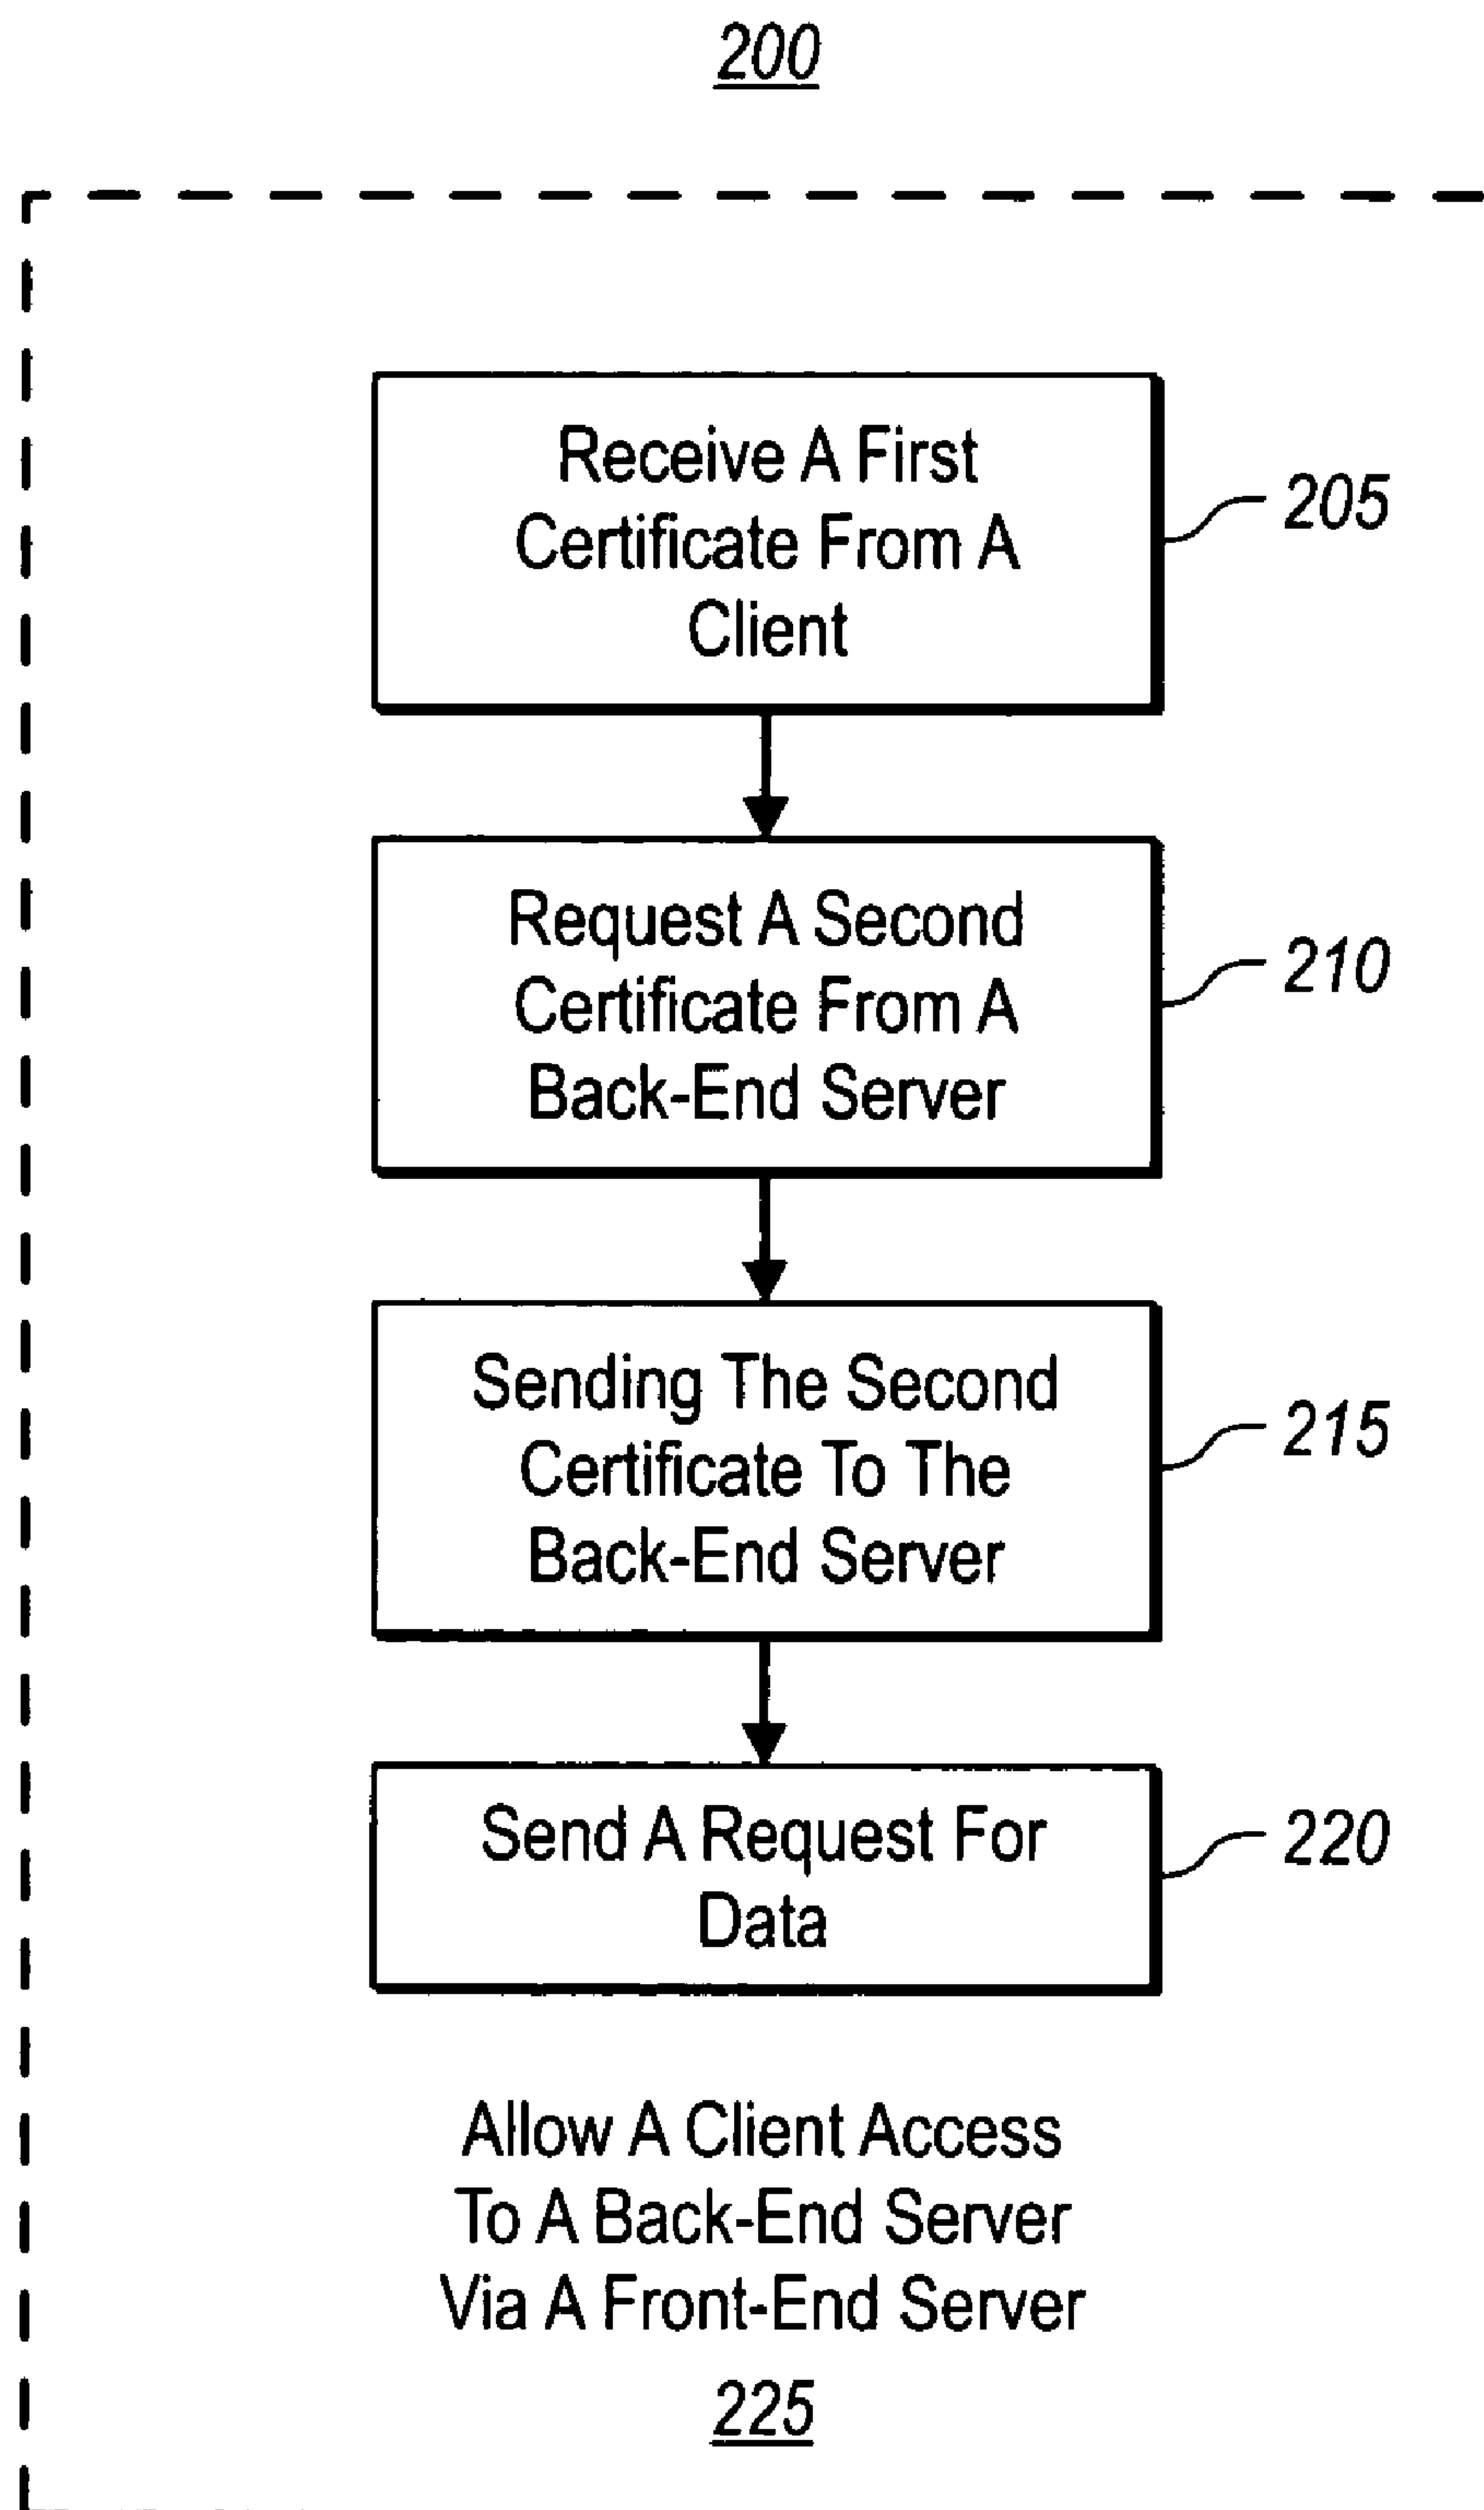 200
Receive A First
Certificate From A
Client
205
Request A Second
Certificate From A
Back-End Server
210
Sending The Second
Certificate To The
Back-End Server
215
Send A Request For
Data
220
Allow A Client Access
To A Back-End Server
Via A Front-End Server
225